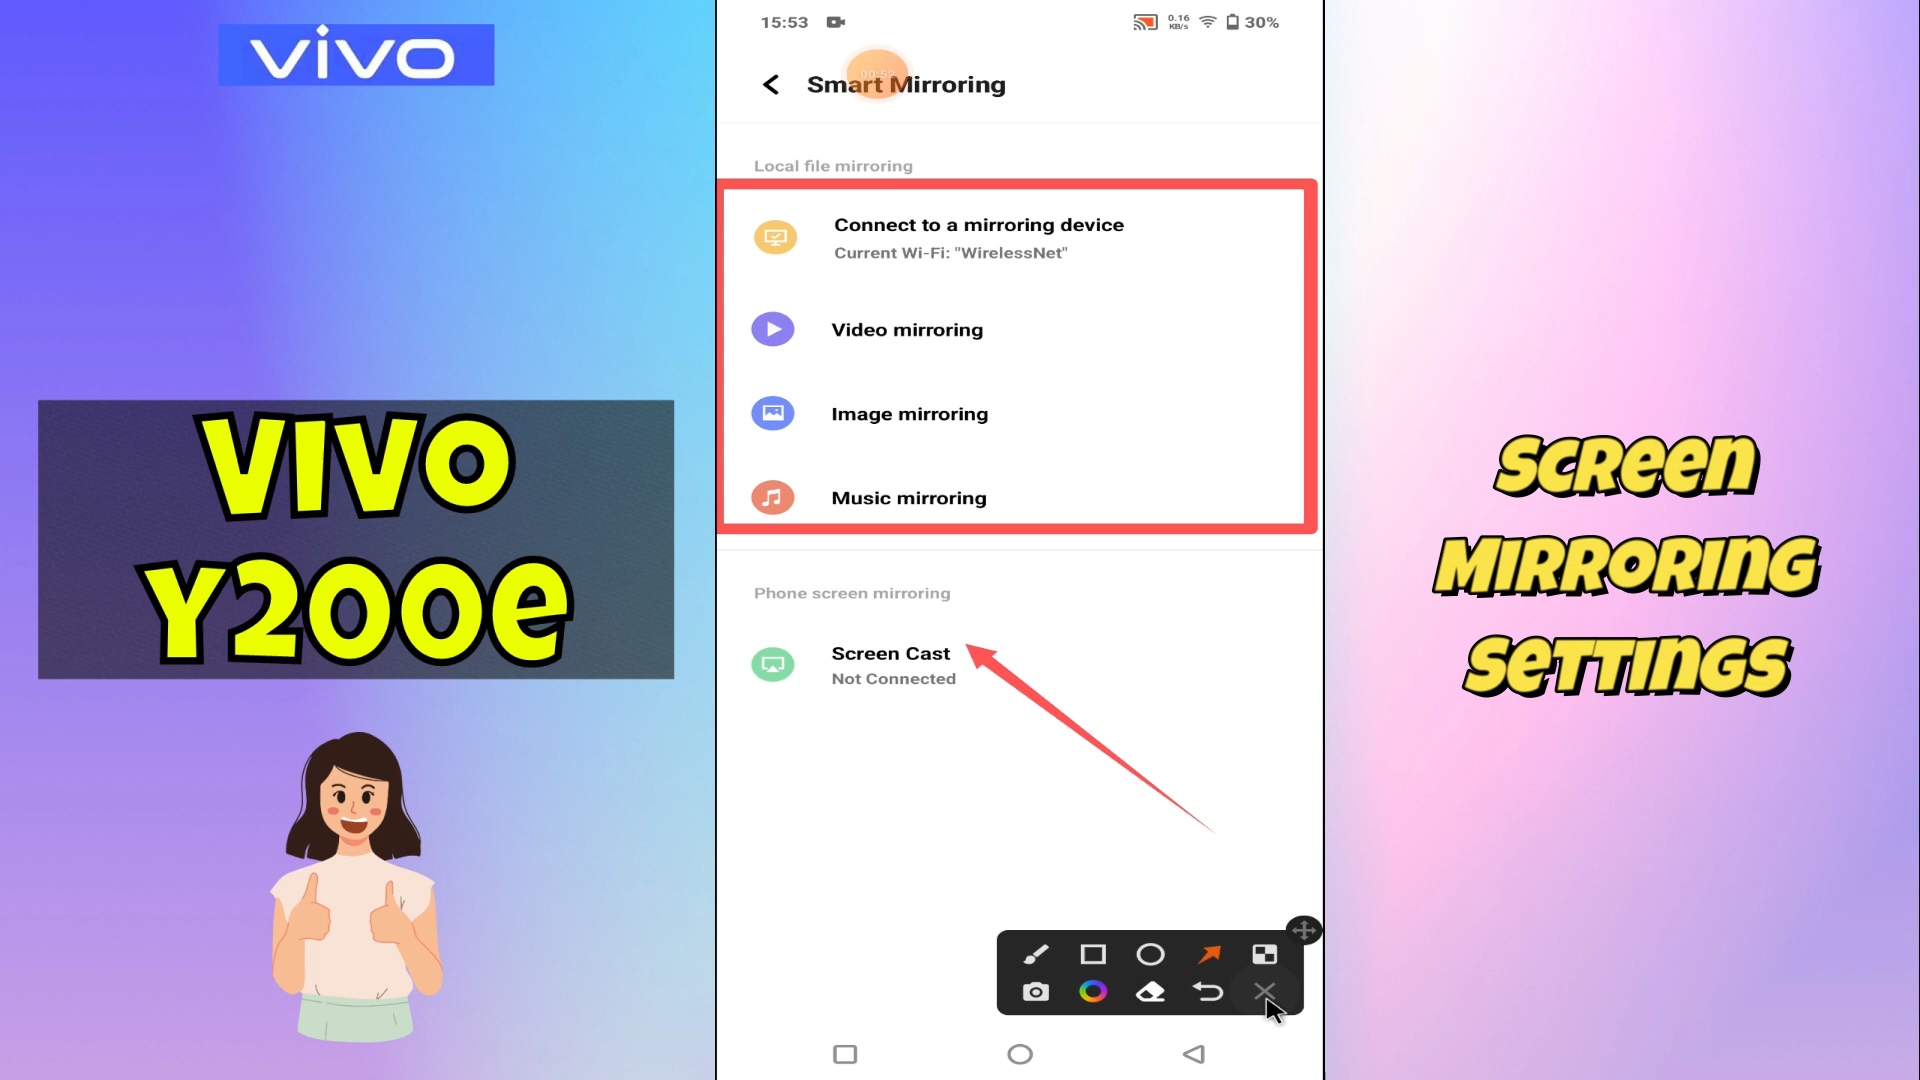 vivo
VIVO
Y200e
15:53
0.16
KB/s
30%
00:52
Smart Mirroring
Local file mirroring
Connect to a mirroring device
Current Wi-Fi: "WirelessNet"
Video mirroring
Image mirroring
Music mirroring
Phone screen mirroring
Screen Cast
Not Connected
SCReen
MIRRORING
SeTTINGS